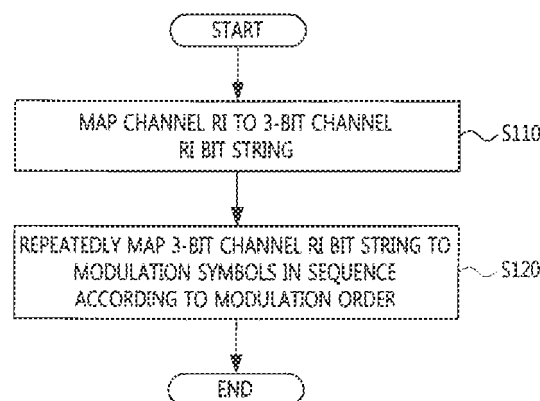 START
MAP CHANNEL RI TO 3-BIT CHANNEL
RI BIT STRING
S110
REPEATEDLY MAP 3-BIT CHANNEL RI BIT STRING TO
MODULATION SYMBOLS IN SEQUENCE
ACCORDING TO MODULATION ORDER
S120
END